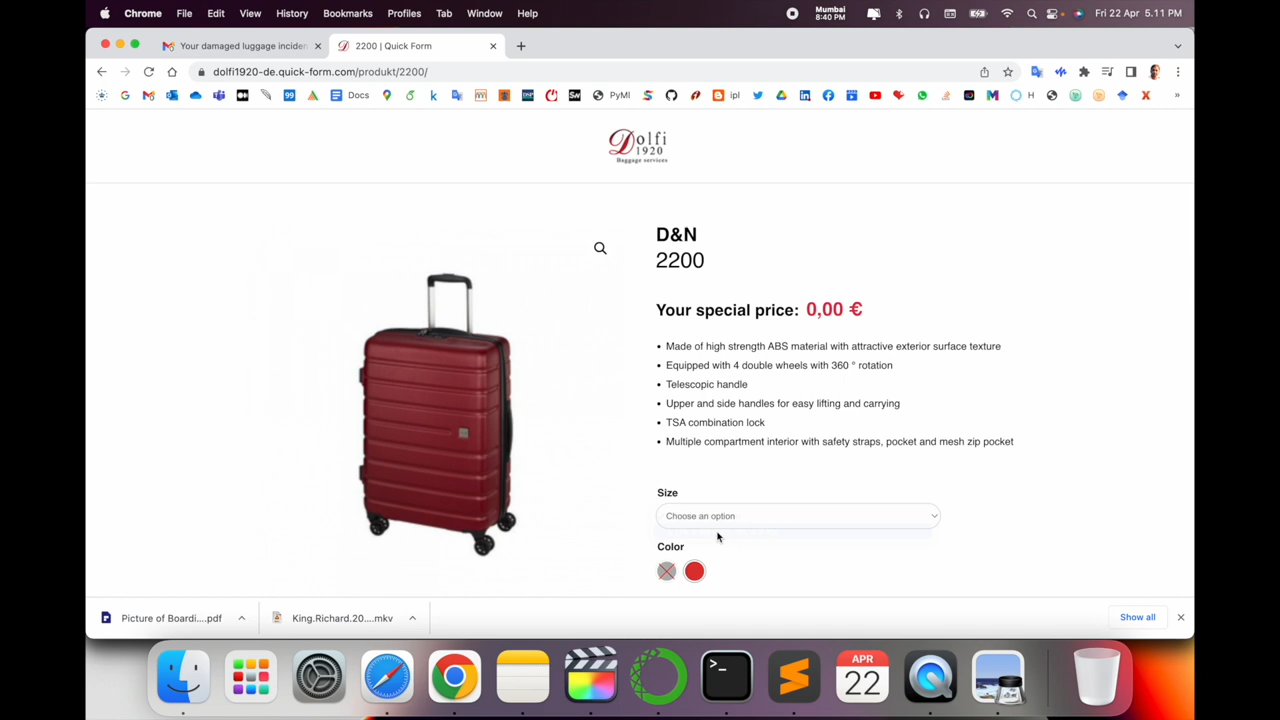 Chrome File Edit View History Bookmarks Profiles Tab Window Help Mumbai 8:40 PM Fri 22 Apr 5.11 PM
Your damaged luggage inciden
2200 | Quick Form
dolfi1920-de.quick-form.com/produkt/2200/
Docs PyMI ipl H
Dolfi
1920
Baggage services
D&N
2200
Your special price: 0,00 €
• Made of high strength ABS material with attractive exterior surface texture
• Equipped with 4 double wheels with 360 ° rotation
• Telescopic handle
• Upper and side handles for easy lifting and carrying
• TSA combination lock
• Multiple compartment interior with safety straps, pocket and mesh zip pocket
Size
Choose an option
Color
Picture of Boardi....pdf
King.Richard.20....mkv
Show all
APR
22